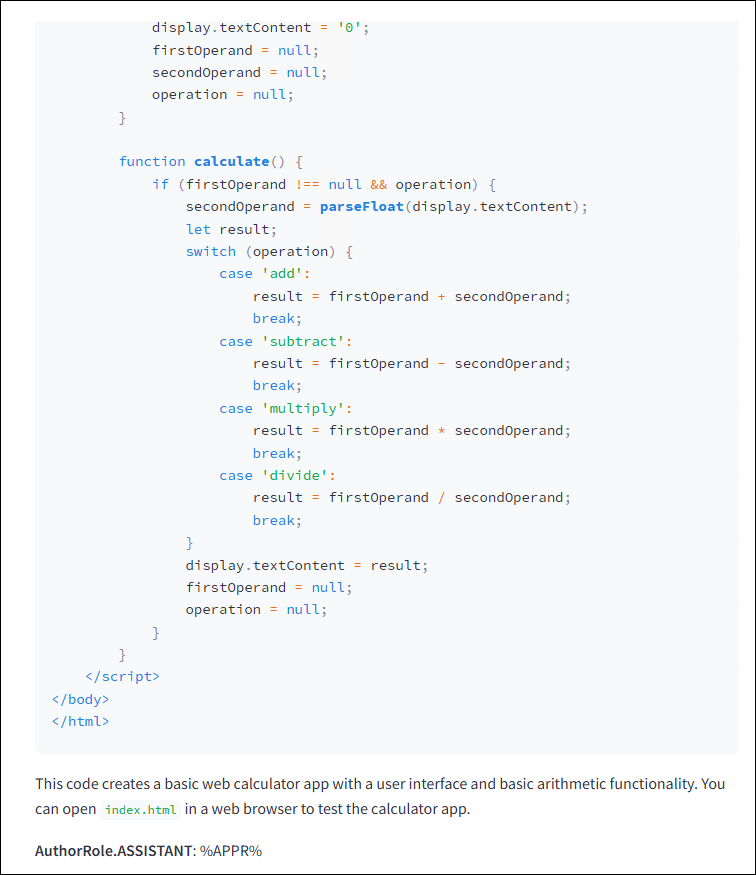 display.textContent = '0';
firstOperand = null;
secondOperand = null;
operation = null;
}
function calculate() {
if (firstOperand !== null && operation) {
secondOperand = parseFloat(display.textContent);
let result;
switch (operation) {
case 'add':
result = firstOperand + secondOperand;
break;
case 'subtract':
result = firstOperand - secondOperand;
break;
case 'multiply':
result = firstOperand * secondOperand;
break;
case 'divide':
result = firstOperand / secondOperand;
break;
}
display.textContent = result;
firstOperand = null;
operation = null;
}
}
</script>
</body>
</html>
This code creates a basic web calculator app with a user interface and basic arithmetic functionality. You
can open index.html in a web browser to test the calculator app.
AuthorRole.ASSISTANT: %APPR%